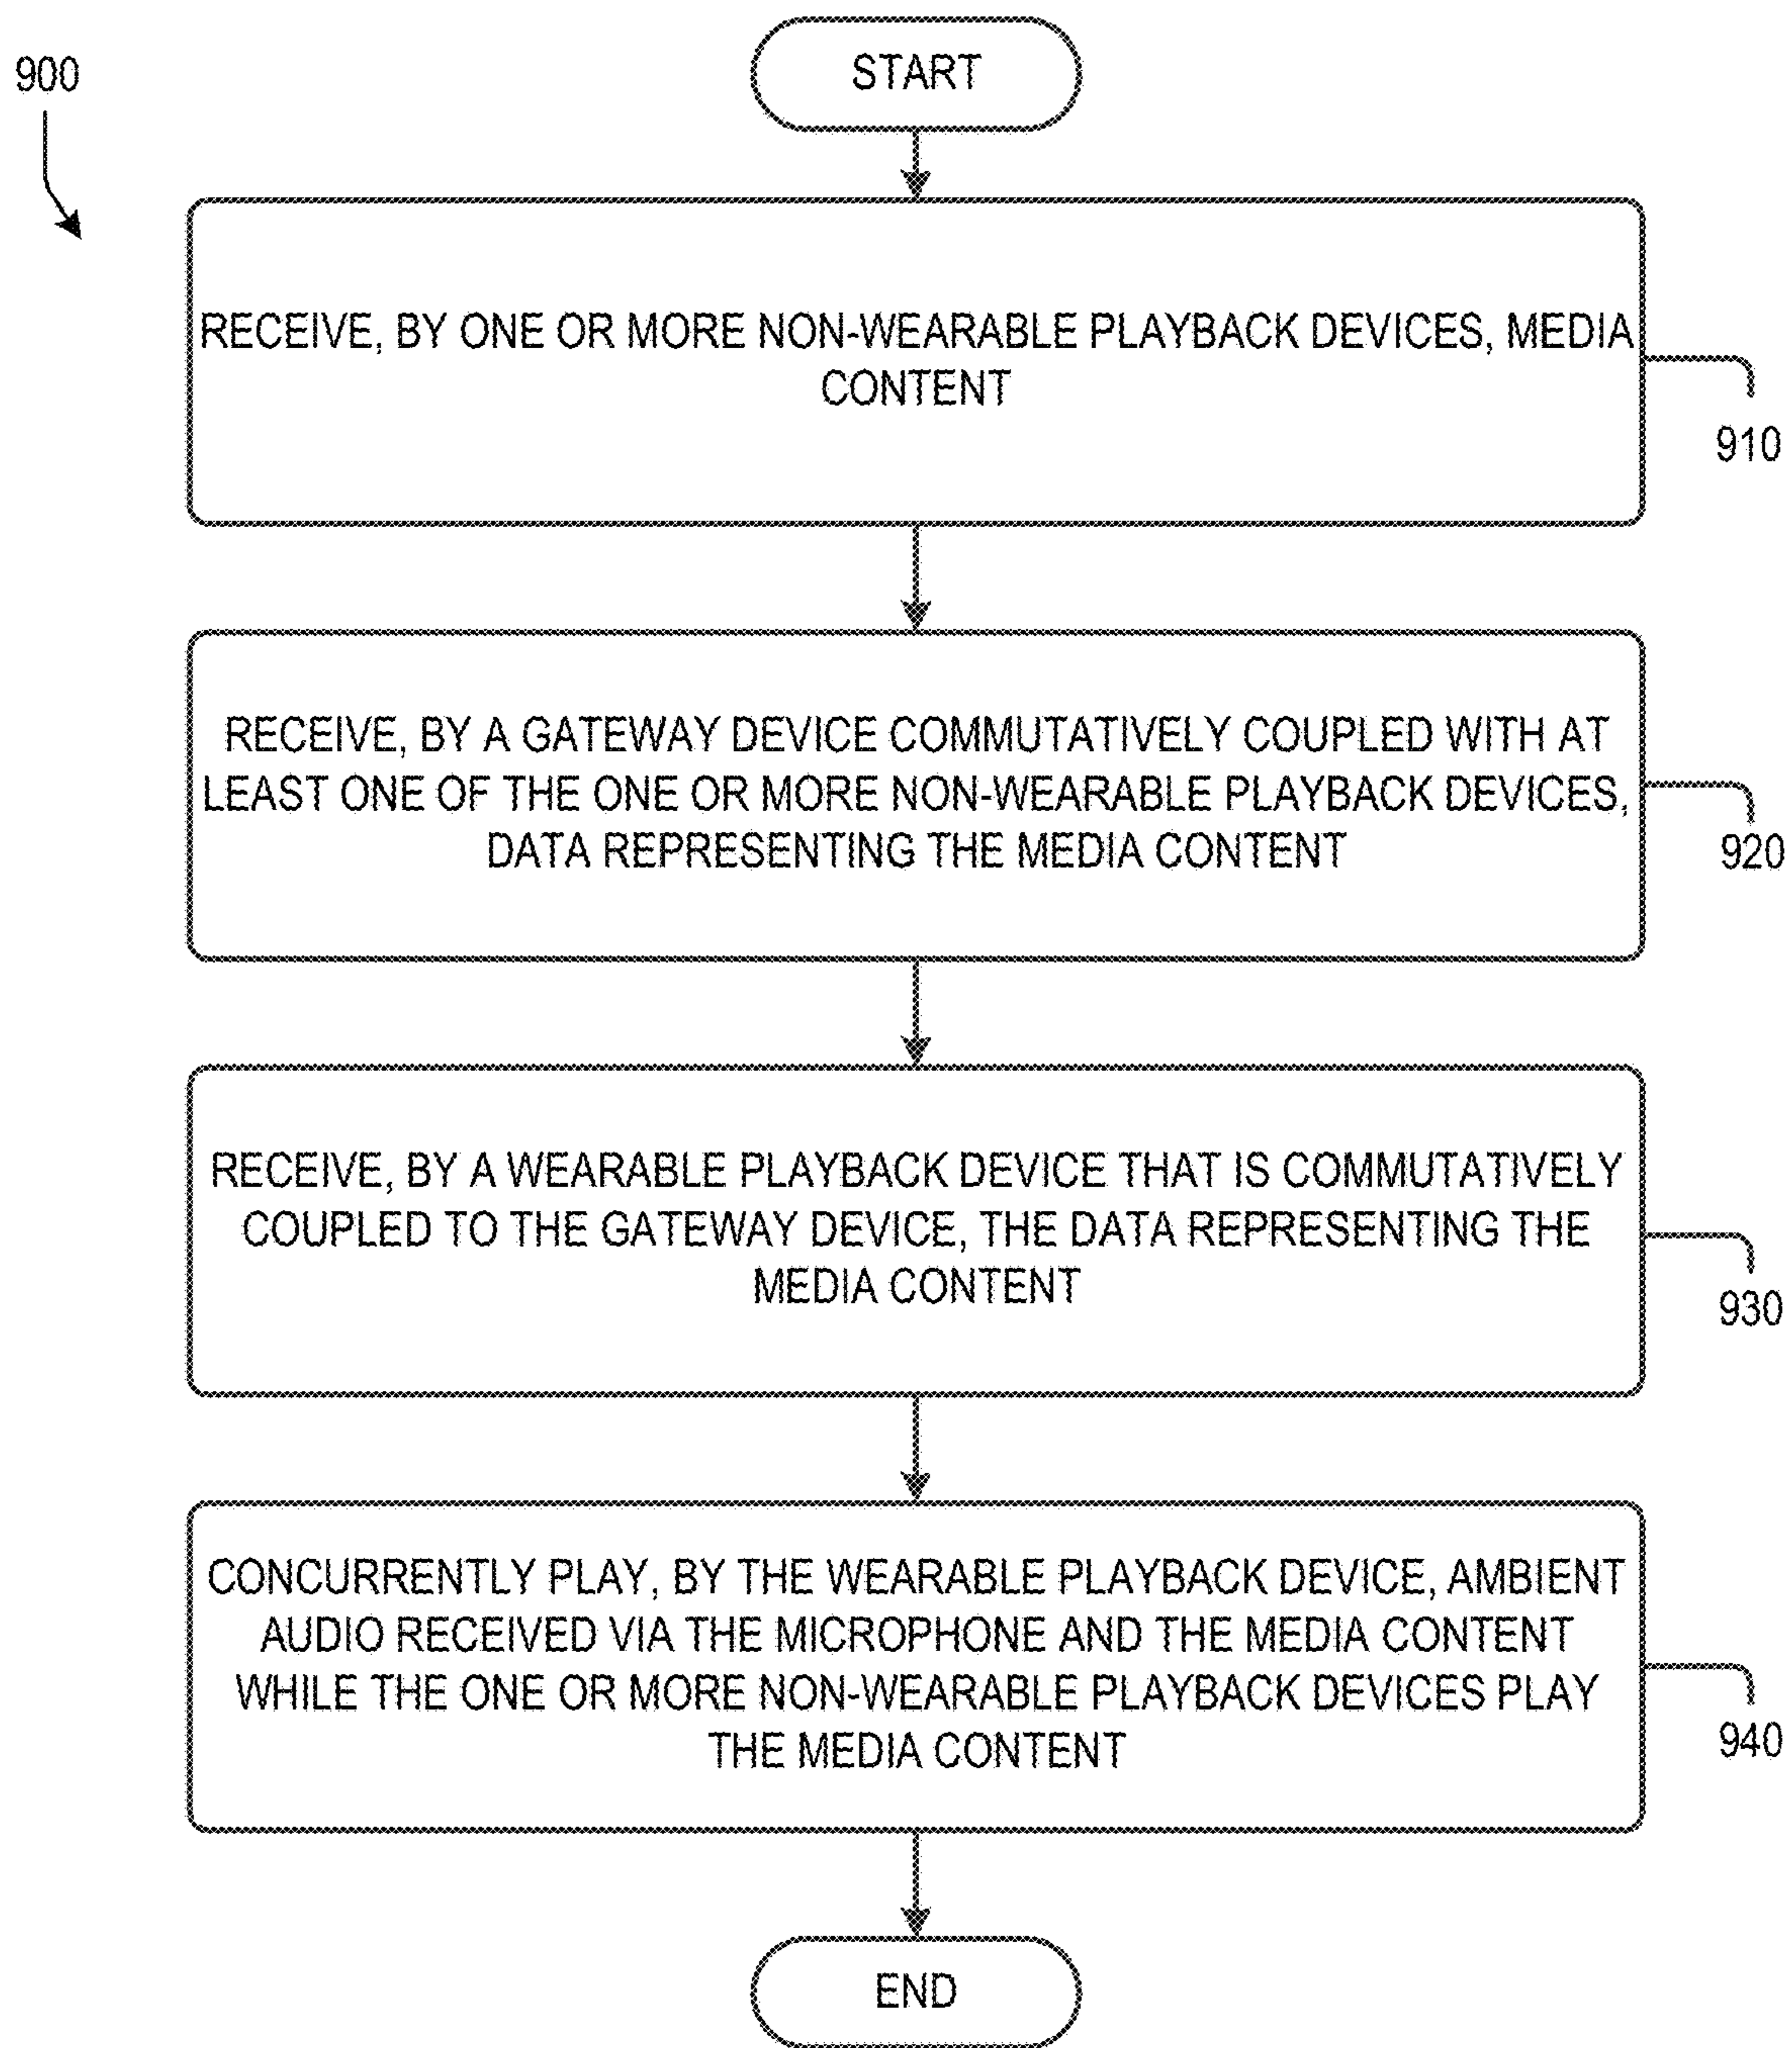 900
START
RECEIVE, BY ONE OR MORE NON-WEARABLE PLAYBACK DEVICES, MEDIA
CONTENT
910
RECEIVE, BY A GATEWAY DEVICE COMMUTATIVELY COUPLED WITH AT
LEAST ONE OF THE ONE OR MORE NON-WEARABLE PLAYBACK DEVICES,
DATA REPRESENTING THE MEDIA CONTENT
920
RECEIVE, BY A WEARABLE PLAYBACK DEVICE THAT IS COMMUTATIVELY
COUPLED TO THE GATEWAY DEVICE, THE DATA REPRESENTING THE
MEDIA CONTENT
930
CONCURRENTLY PLAY, BY THE WEARABLE PLAYBACK DEVICE, AMBIENT
AUDIO RECEIVED VIA THE MICROPHONE AND THE MEDIA CONTENT
WHILE THE ONE OR MORE NON-WEARABLE PLAYBACK DEVICES PLAY
THE MEDIA CONTENT
940
END